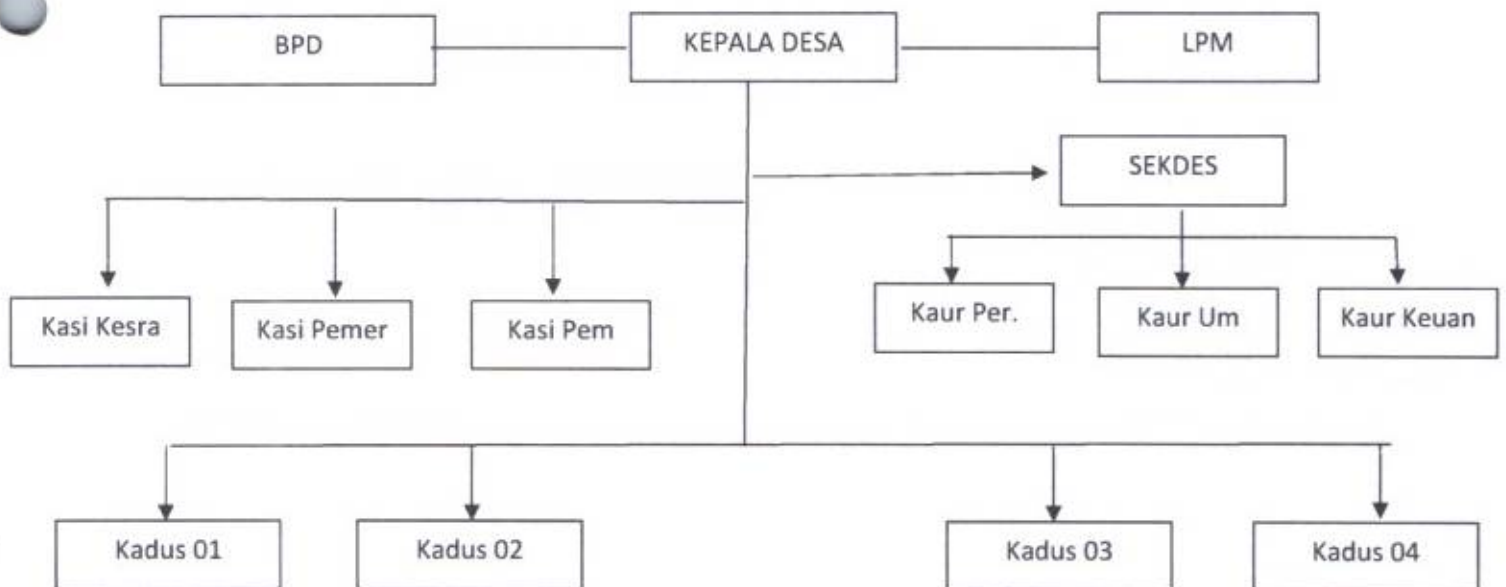 BPD
KEPALA DESA
LPM
SEKDES
Kasi Kesra
Kasi Pemer
Kasi Pem
Kaur Per.
Kaur Um
Kaur Keuan
Kadus 01
Kadus 02
Kadus 03
Kadus 04